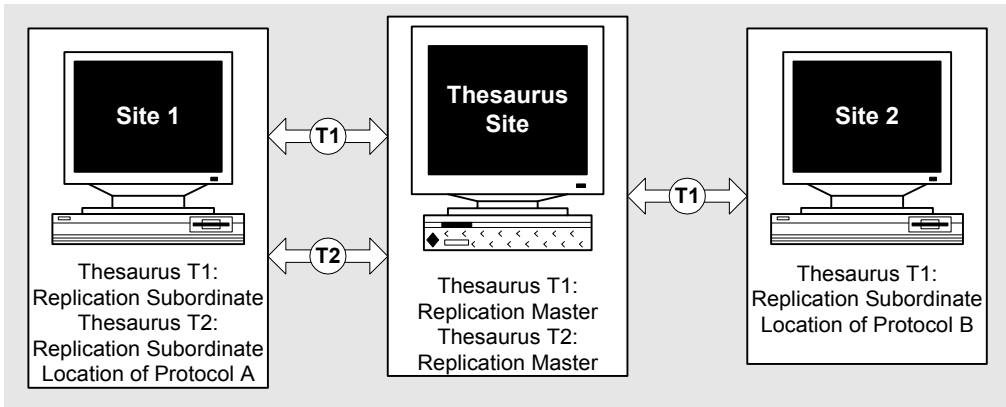 Site 1
T1
T2
Thesaurus T1:
Replication Subordinate
Thesaurus T2:
Replication Subordinate
Location of Protocol A
Thesaurus
Site
Thesaurus T1:
Replication Master
Thesaurus T2:
Replication Master
T1
Site 2
Thesaurus T1:
Replication Subordinate
Location of Protocol B